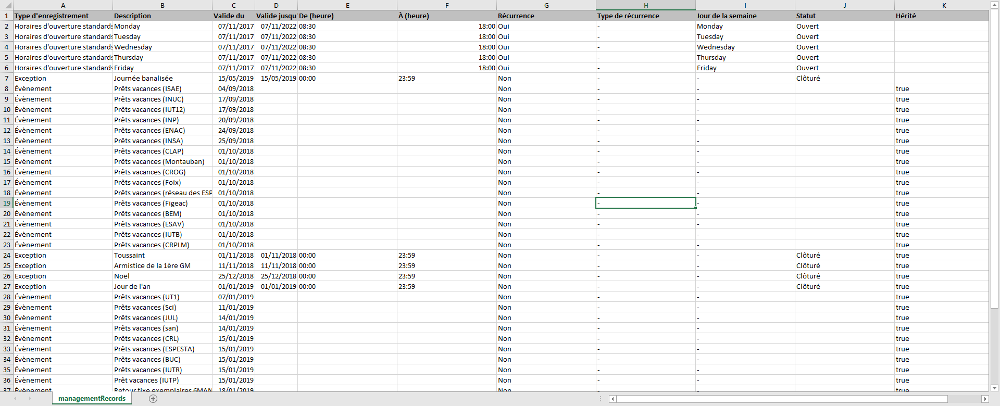 A B C D E F G H I J K
1 Type d'enregistrement Description Valide du Valide jusqu' De (heure) À (heure) Récurrence Type de récurrence Jour de la semaine Statut Hérité
2 Horaires d'ouverture standards Monday 07/11/2017 07/11/2022 08:30 18:00 Oui - Monday Ouvert
3 Horaires d'ouverture standards Tuesday 07/11/2017 07/11/2022 08:30 18:00 Oui - Tuesday Ouvert
4 Horaires d'ouverture standards Wednesday 07/11/2017 07/11/2022 08:30 18:00 Oui - Wednesday Ouvert
5 Horaires d'ouverture standards Thursday 07/11/2017 07/11/2022 08:30 18:00 Oui - Thursday Ouvert
6 Horaires d'ouverture standards Friday 07/11/2017 07/11/2022 08:30 18:00 Oui - Friday Ouvert
7 Exception Journée banalisée 15/05/2019 15/05/2019 00:00 23:59 Non - - Clôturé
8 Évènement Prêts vacances (ISAE) 04/09/2018 Non - - true
9 Évènement Prêts vacances (INUC) 17/09/2018 Non - - true
10 Évènement Prêts vacances (IUT12) 17/09/2018 Non - - true
11 Évènement Prêts vacances (INP) 20/09/2018 Non - - true
12 Évènement Prêts vacances (ENAC) 24/09/2018 Non - - true
13 Évènement Prêts vacances (INSA) 25/09/2018 Non - - true
14 Évènement Prêts vacances (CLAP) 01/10/2018 Non - - true
15 Évènement Prêts vacances (Montauban) 01/10/2018 Non - - true
16 Évènement Prêts vacances (CROG) 01/10/2018 Non - - true
17 Évènement Prêts vacances (Foix) 01/10/2018 Non - - true
18 Évènement Prêts vacances (réseau des ESP 01/10/2018 Non - - true
19 Évènement Prêts vacances (Figeac) 01/10/2018 Non - - true
20 Évènement Prêts vacances (BEM) 01/10/2018 Non - - true
21 Évènement Prêts vacances (ESAV) 01/10/2018 Non - - true
22 Évènement Prêts vacances (IUTB) 01/10/2018 Non - - true
23 Évènement Prêts vacances (CRPLM) 01/10/2018 Non - - true
24 Exception Toussaint 01/11/2018 01/11/2018 00:00 23:59 Non - - Clôturé true
25 Exception Armistice de la 1ère GM 11/11/2018 11/11/2018 00:00 23:59 Non - - Clôturé true
26 Exception Noël 25/12/2018 25/12/2018 00:00 23:59 Non - - Clôturé true
27 Exception Jour de l'an 01/01/2019 01/01/2019 00:00 23:59 Non - - Clôturé true
28 Évènement Prêts vacances (UT1) 07/01/2019 Non - - true
29 Évènement Prêts vacances (Sci) 11/01/2019 Non - - true
30 Évènement Prêts vacances (JUL) 14/01/2019 Non - - true
31 Évènement Prêts vacances (san) 14/01/2019 Non - - true
32 Évènement Prêts vacances (CRL) 15/01/2019 Non - - true
33 Évènement Prêts vacances (ESPESTA) 15/01/2019 Non - - true
34 Évènement Prêts vacances (BUC) 15/01/2019 Non - - true
35 Évènement Prêts vacances (IUTR) 15/01/2019 Non - - true
36 Évènement Prêt vacances (IUTP) 15/01/2019 Non - - true
37 Évènement Retour fixe exemplaires 6MAN 18/01/2019 Non - - true
managementRecords